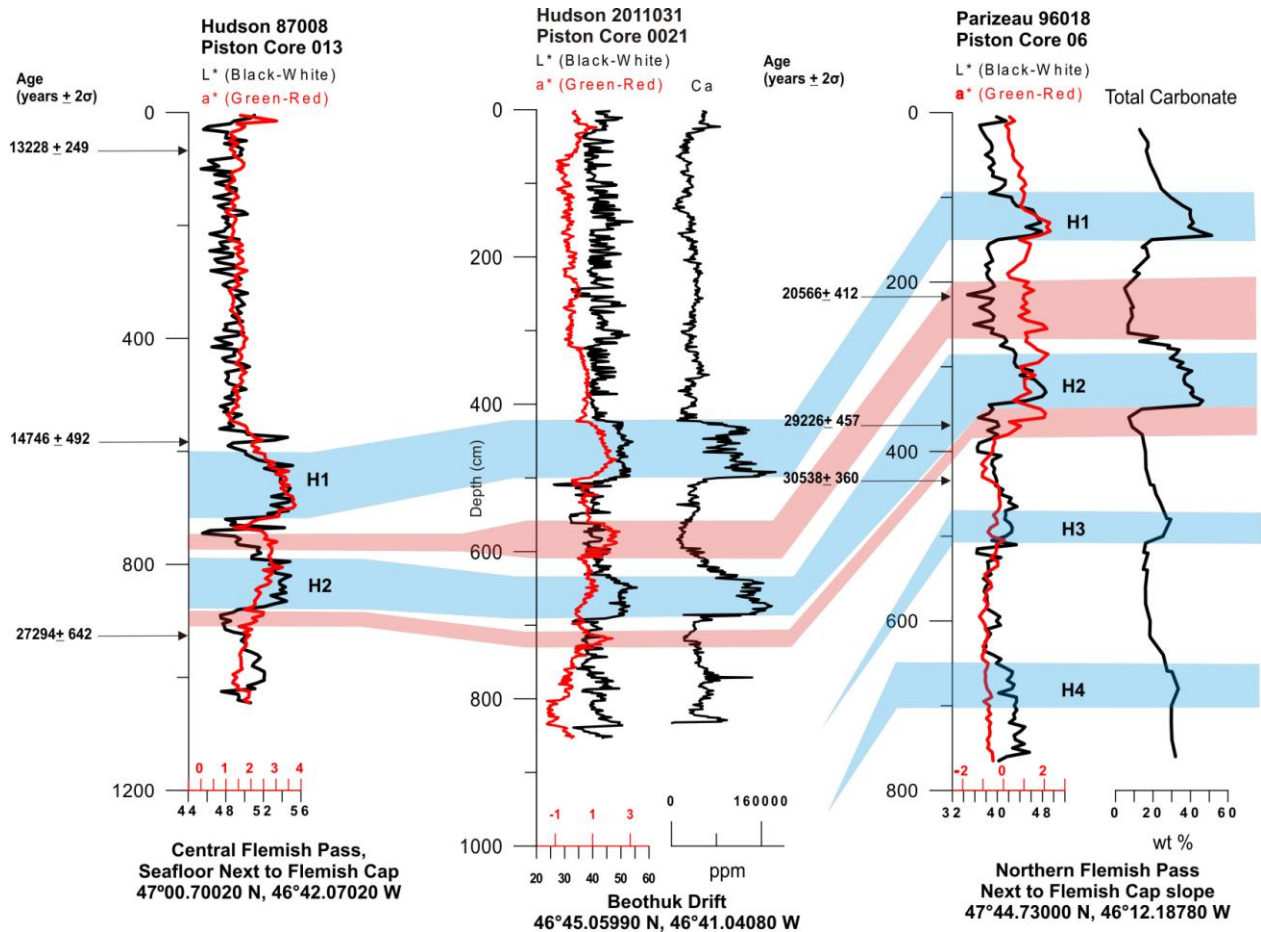 Hudson 87008
Piston Core 013
L* (Black-White)
a* (Green-Red)
Age
(years ± 2σ)
0
400
800
1200
13228 ± 249
14746 ± 492
27294± 642
H1
H2
0 1 2 3 4
44 48 52 56
Central Flemish Pass,
Seafloor Next to Flemish Cap
47°00.70020 N, 46°42.07020 W
Hudson 2011031
Piston Core 0021
L* (Black-White)
a* (Green-Red)
Ca
Age
(years ± 2σ)
0
200
400
600
800
1000
Depth (cm)
20566± 412
29226± 457
30538± 360
-1 1 3
20 30 40 50 60
0 160000
ppm
Beothuk Drift
46°45.05990 N, 46°41.04080 W
Parizeau 96018
Piston Core 06
L* (Black-White)
a* (Green-Red)
Total Carbonate
0
200
400
600
800
H1
H2
H3
H4
-2 0 2
32 40 48
0 20 40 60
wt %
Northern Flemish Pass
Next to Flemish Cap slope
47°44.73000 N, 46°12.18780 W